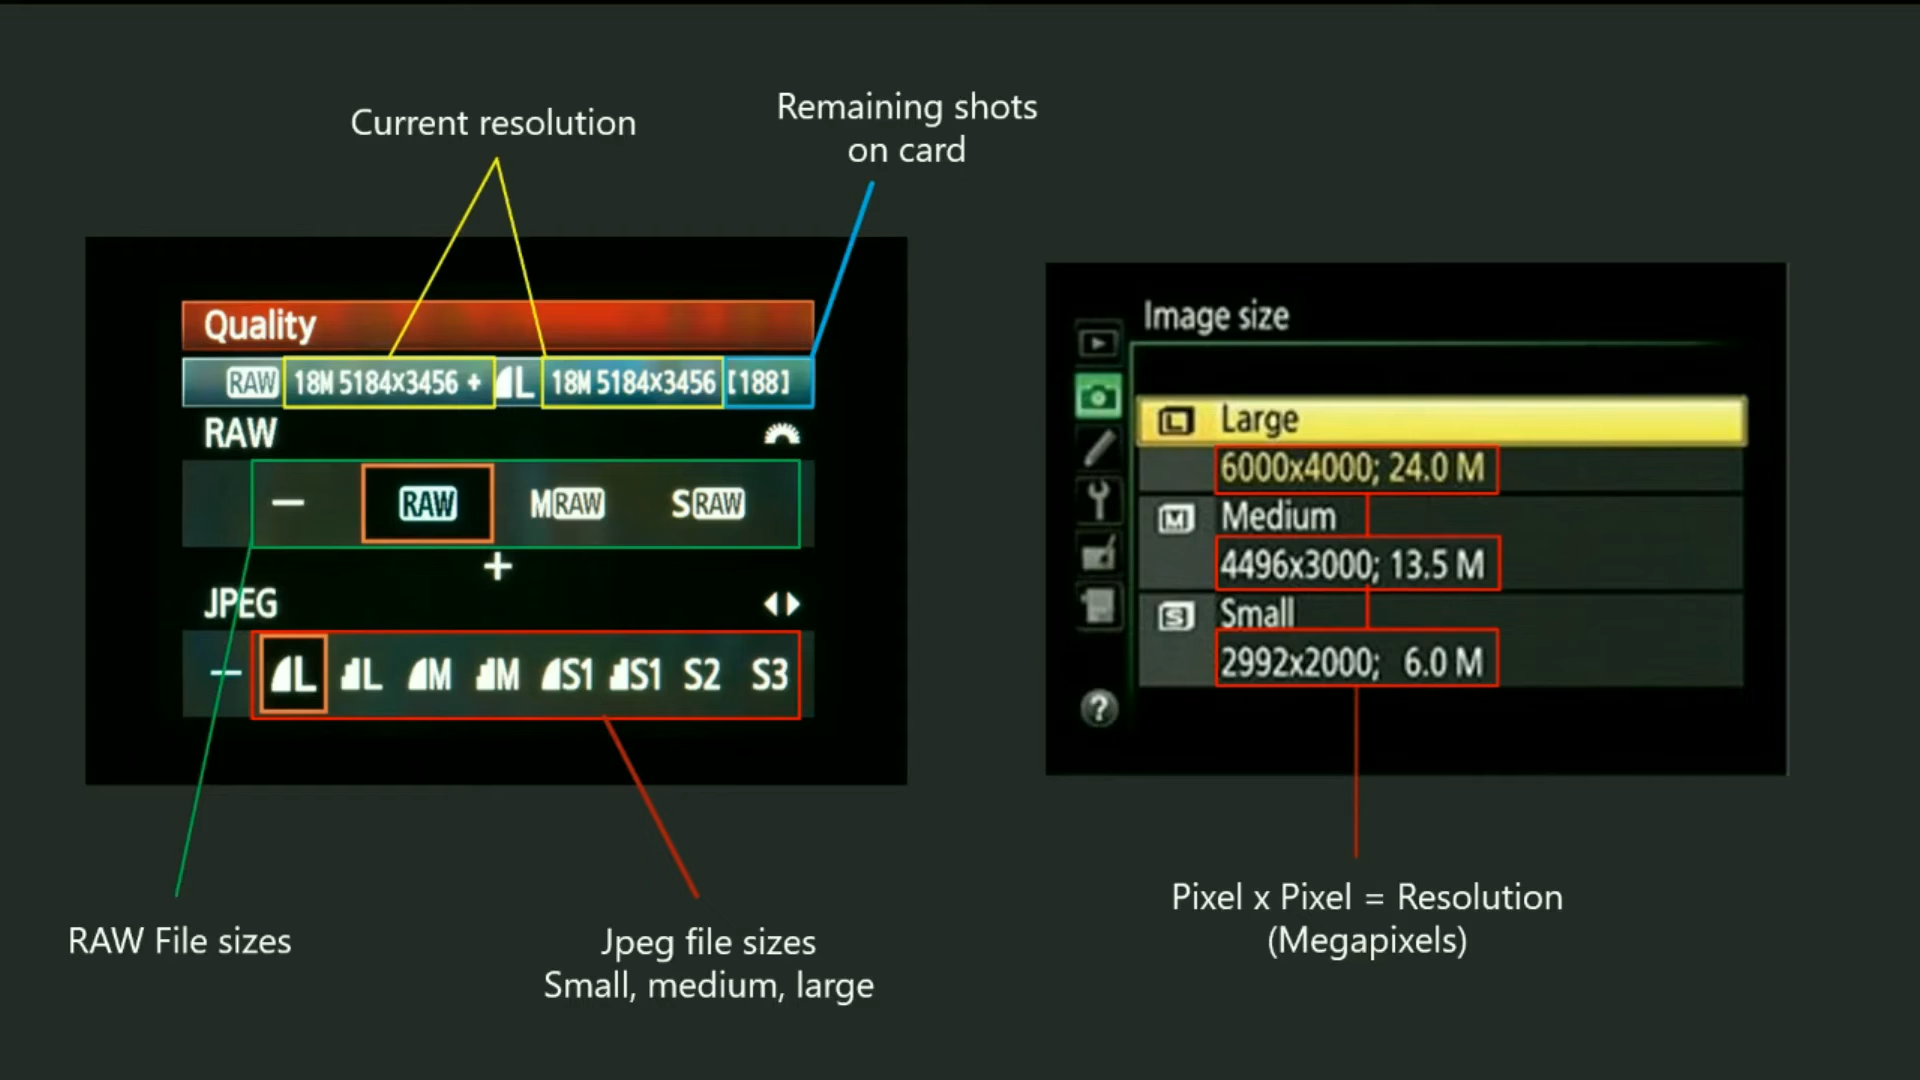 Current resolution
Remaining shots
on card
Quality
RAW 18M 5184x3456 + L 18M 5184x3456 [188]
RAW
— RAW MRAW SRAW
+
JPEG
— L L M M S1 S1 S2 S3
RAW File sizes
Jpeg file sizes
Small, medium, large
Image size
L Large
6000x4000; 24.0 M
M Medium
4496x3000; 13.5 M
S Small
2992x2000; 6.0 M
?
Pixel x Pixel = Resolution
(Megapixels)